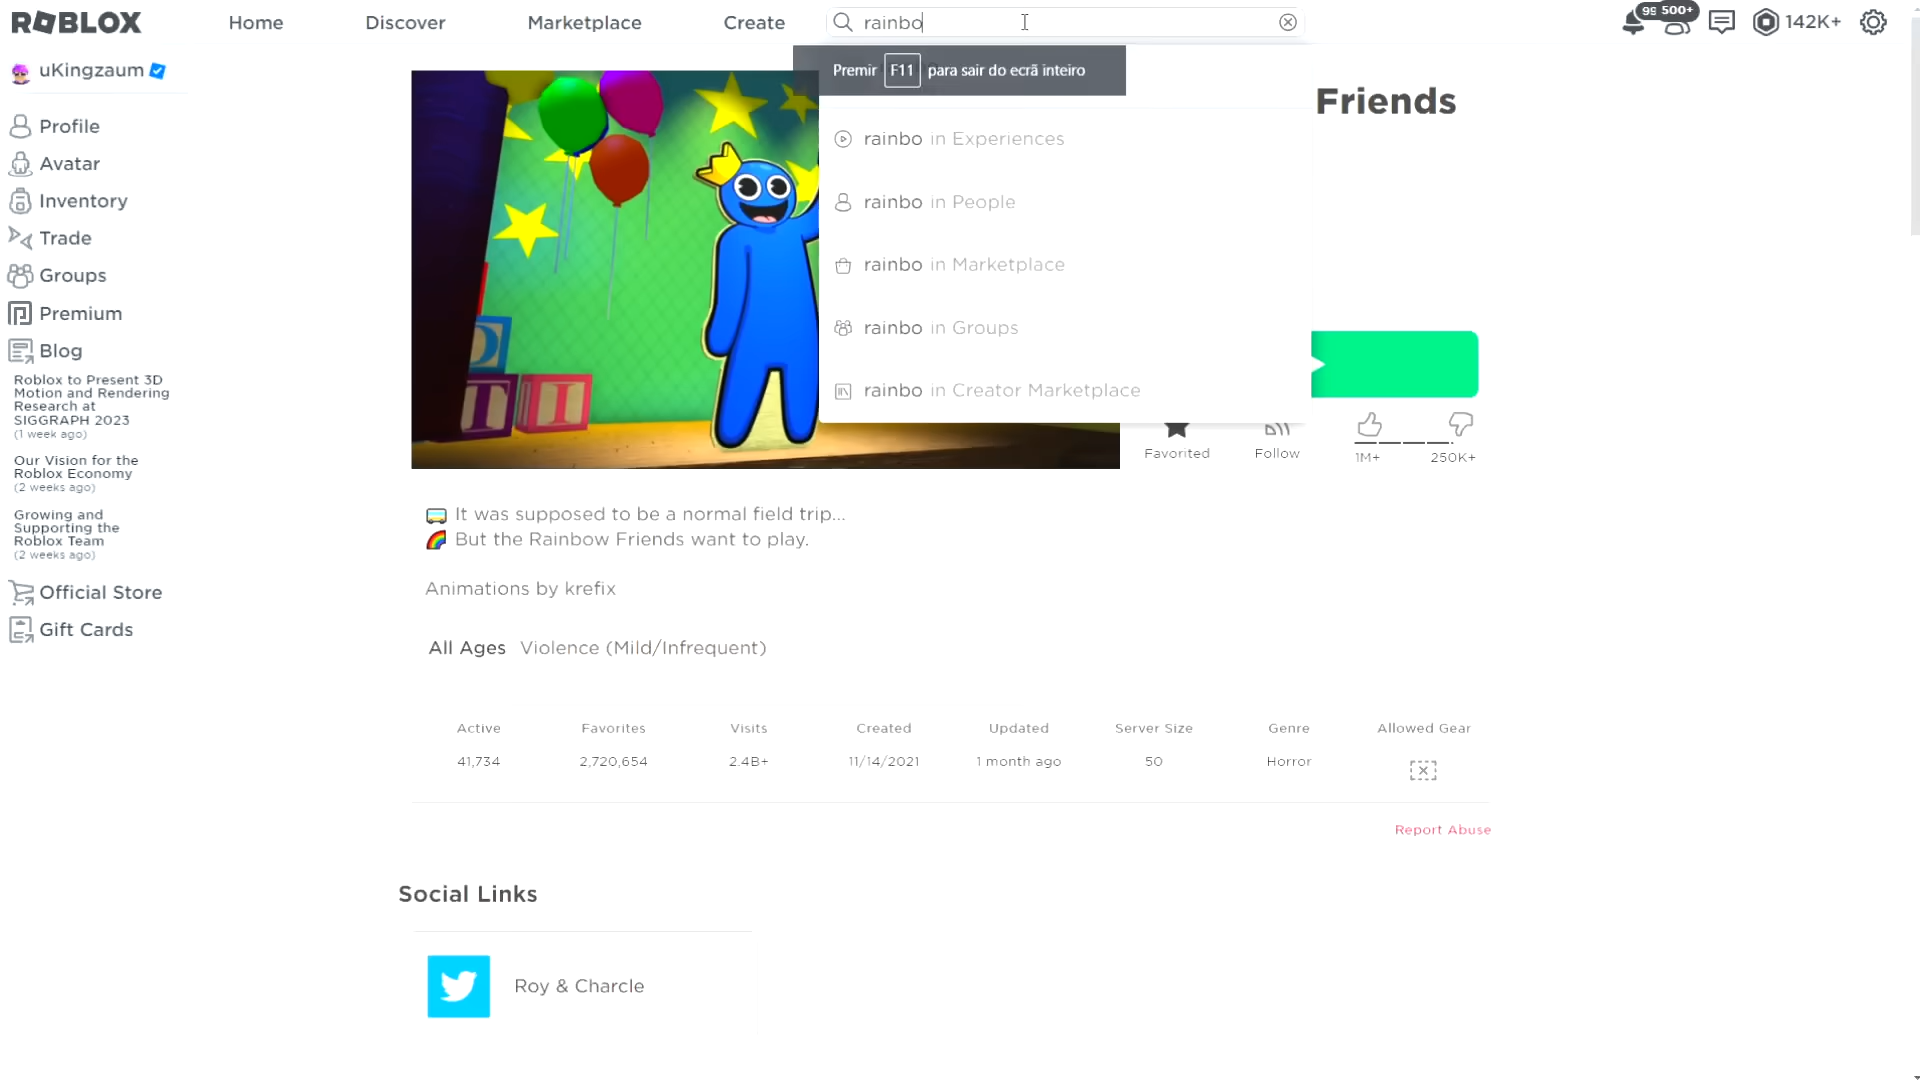 ROBLOX
Home
Discover
Marketplace
Create
rainbo
99
500+
142K+
uKingzaum
Premir F11 para sair do ecrã inteiro
Friends
rainbo in Experiences
rainbo in People
rainbo in Marketplace
rainbo in Groups
rainbo in Creator Marketplace
Profile
Avatar
Inventory
Trade
Groups
Premium
Blog
Roblox to Present 3D
Motion and Rendering
Research at
SIGGRAPH 2023
(1 week ago)
Our Vision for the
Roblox Economy
(2 weeks ago)
Growing and
Supporting the
Roblox Team
(2 weeks ago)
Official Store
Gift Cards
D
T
T
Favorited
Follow
1M+
250K+
It was supposed to be a normal field trip...
But the Rainbow Friends want to play.
Animations by krefix
All Ages Violence (Mild/Infrequent)
Active Favorites Visits Created Updated Server Size Genre Allowed Gear
41,734 2,720,654 2.4B+ 11/14/2021 1 month ago 50 Horror
Report Abuse
Social Links
Roy & Charcle